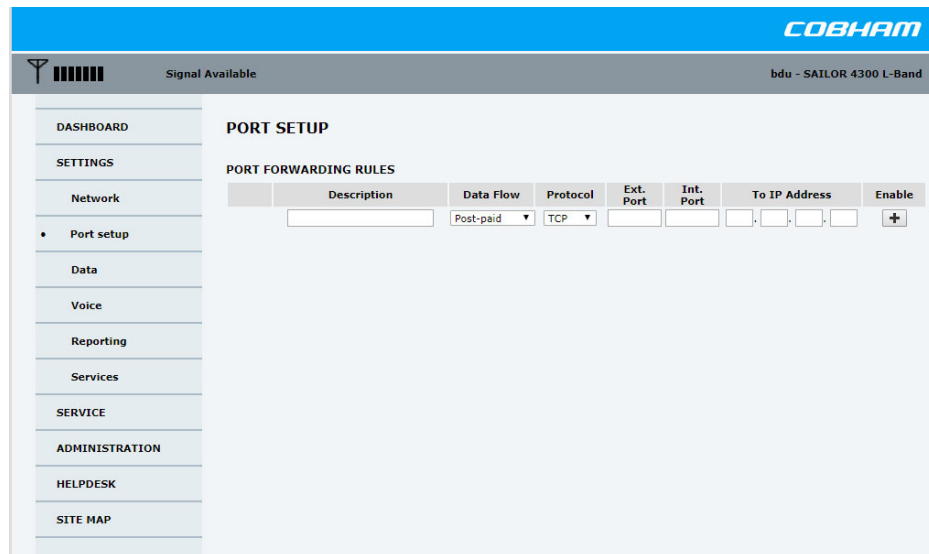 COBHAM
Signal Available
bdu - SAILOR 4300 L-Band
DASHBOARD
SETTINGS
Network
• Port setup
Data
Voice
Reporting
Services
SERVICE
ADMINISTRATION
HELPDESK
SITE MAP
PORT SETUP
PORT FORWARDING RULES
Description Data Flow Protocol Ext. Port Int. Port To IP Address Enable
Post-paid TCP . . . +